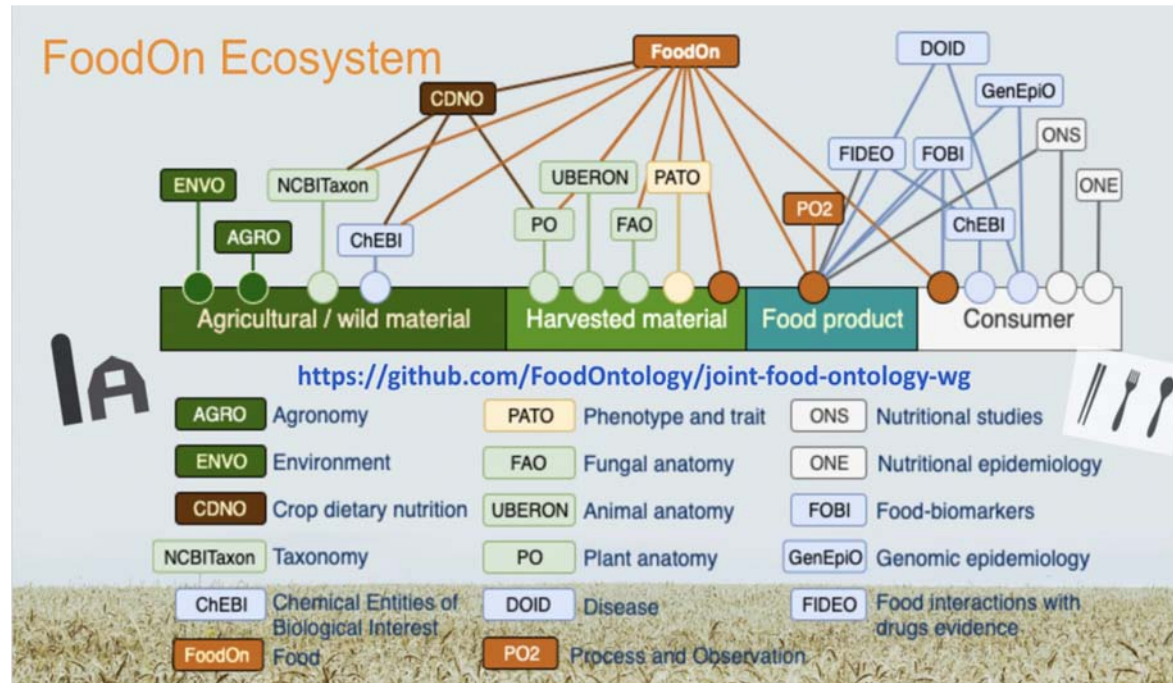 FoodOn Ecosystem
FoodOn
DOID
CDNO
GenEpiO
ONS
FIDEO
FOBI
ENVO
NCBITaxon
UBERON
PATO
ONE
PO2
AGRO
ChEBI
PO
FAO
ChEBI
Agricultural / wild material
Harvested material
Food product
Consumer
https://github.com/FoodOntology/joint-food-ontology-wg
AGRO Agronomy
PATO Phenotype and trait
ONS Nutritional studies
ENVO Environment
FAO Fungal anatomy
ONE Nutritional epidemiology
CDNO Crop dietary nutrition
UBERON Animal anatomy
FOBI Food-biomarkers
NCBITaxon Taxonomy
PO Plant anatomy
GenEpiO Genomic epidemiology
ChEBI Chemical Entities of
Biological Interest
DOID Disease
FIDEO Food interactions with
drugs evidence
FoodOn Food
PO2 Process and Observation